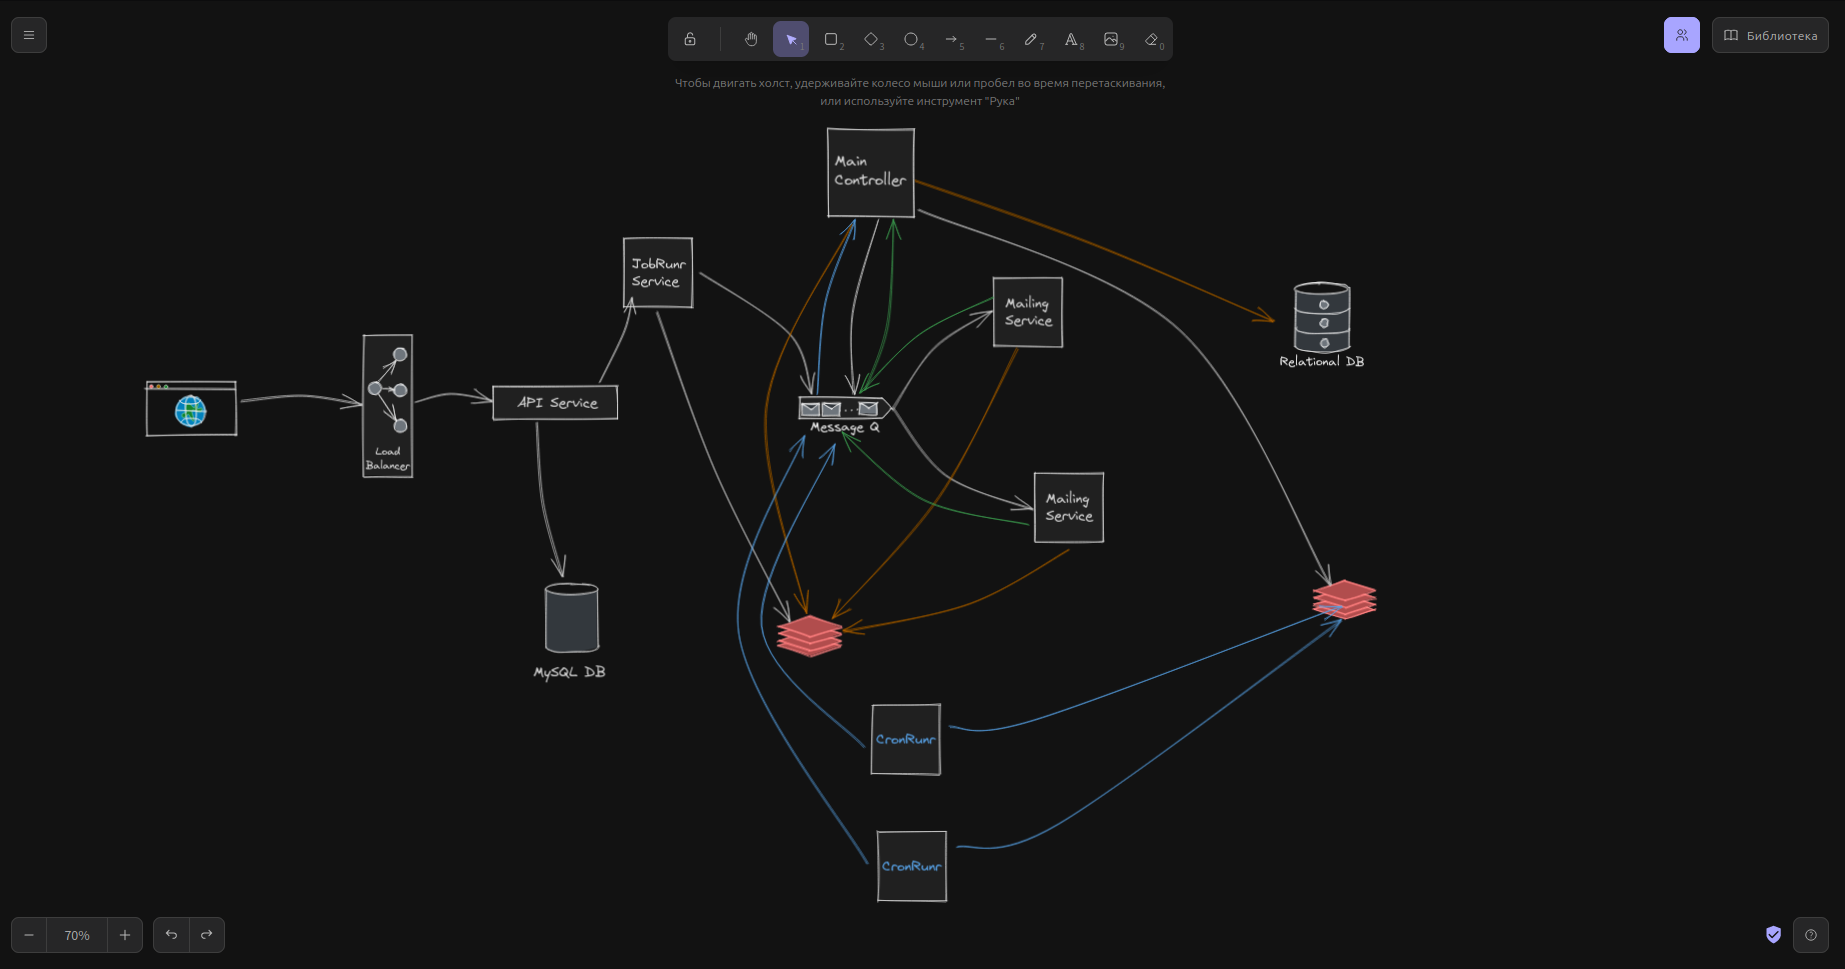 1
2
3
4
5
6
7
8
9
0
Библиотека
Чтобы двигать холст, удерживайте колесо мыши или пробел во время перетаскивания,
или используйте инструмент "Рука"
Main
Controller
JobRunr
Service
Mailing
Service
Relational DB
API Service
Load
Balancer
...
Message Q
Mailing
Service
MySQL DB
CronRunr
CronRunr
70%